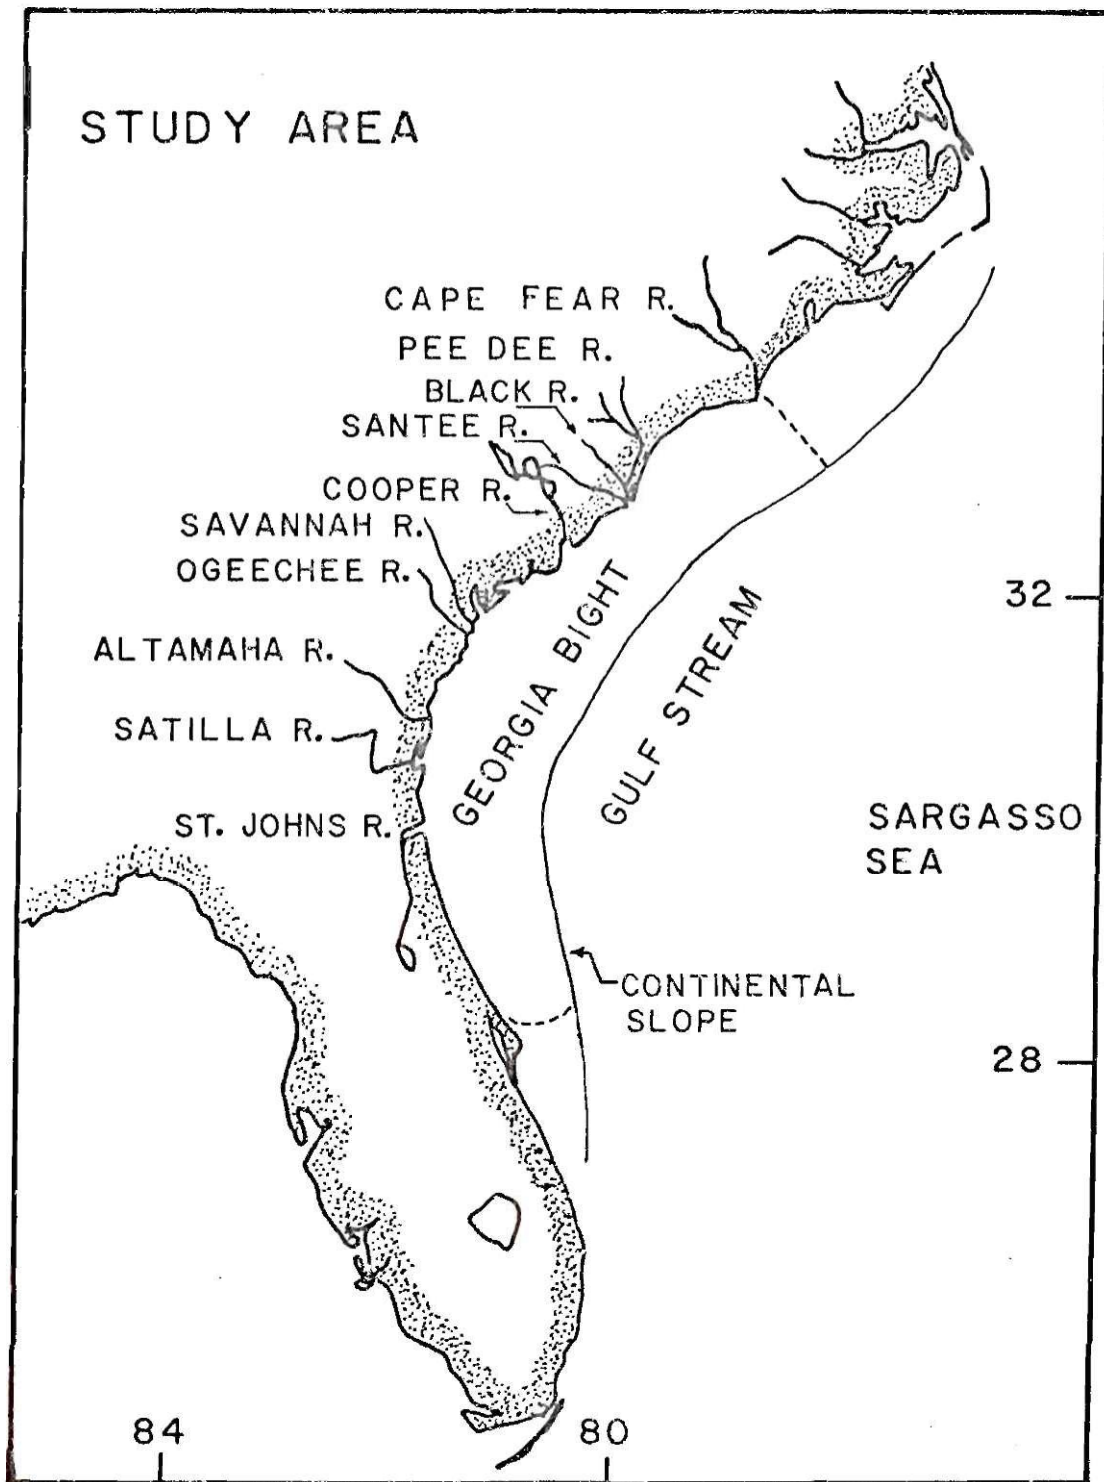 STUDY AREA
CAPE FEAR R.
PEE DEE R.
BLACK R.
SANTEE R.
COOPER R.
SAVANNAH R.
OGEECHEE R.
32
ALTAMAHA R.
SATILLA R.
GEORGIA BIGHT
GULF STREAM
ST. JOHNS R.
SARGASSO
SEA
CONTINENTAL
SLOPE
28
84
80